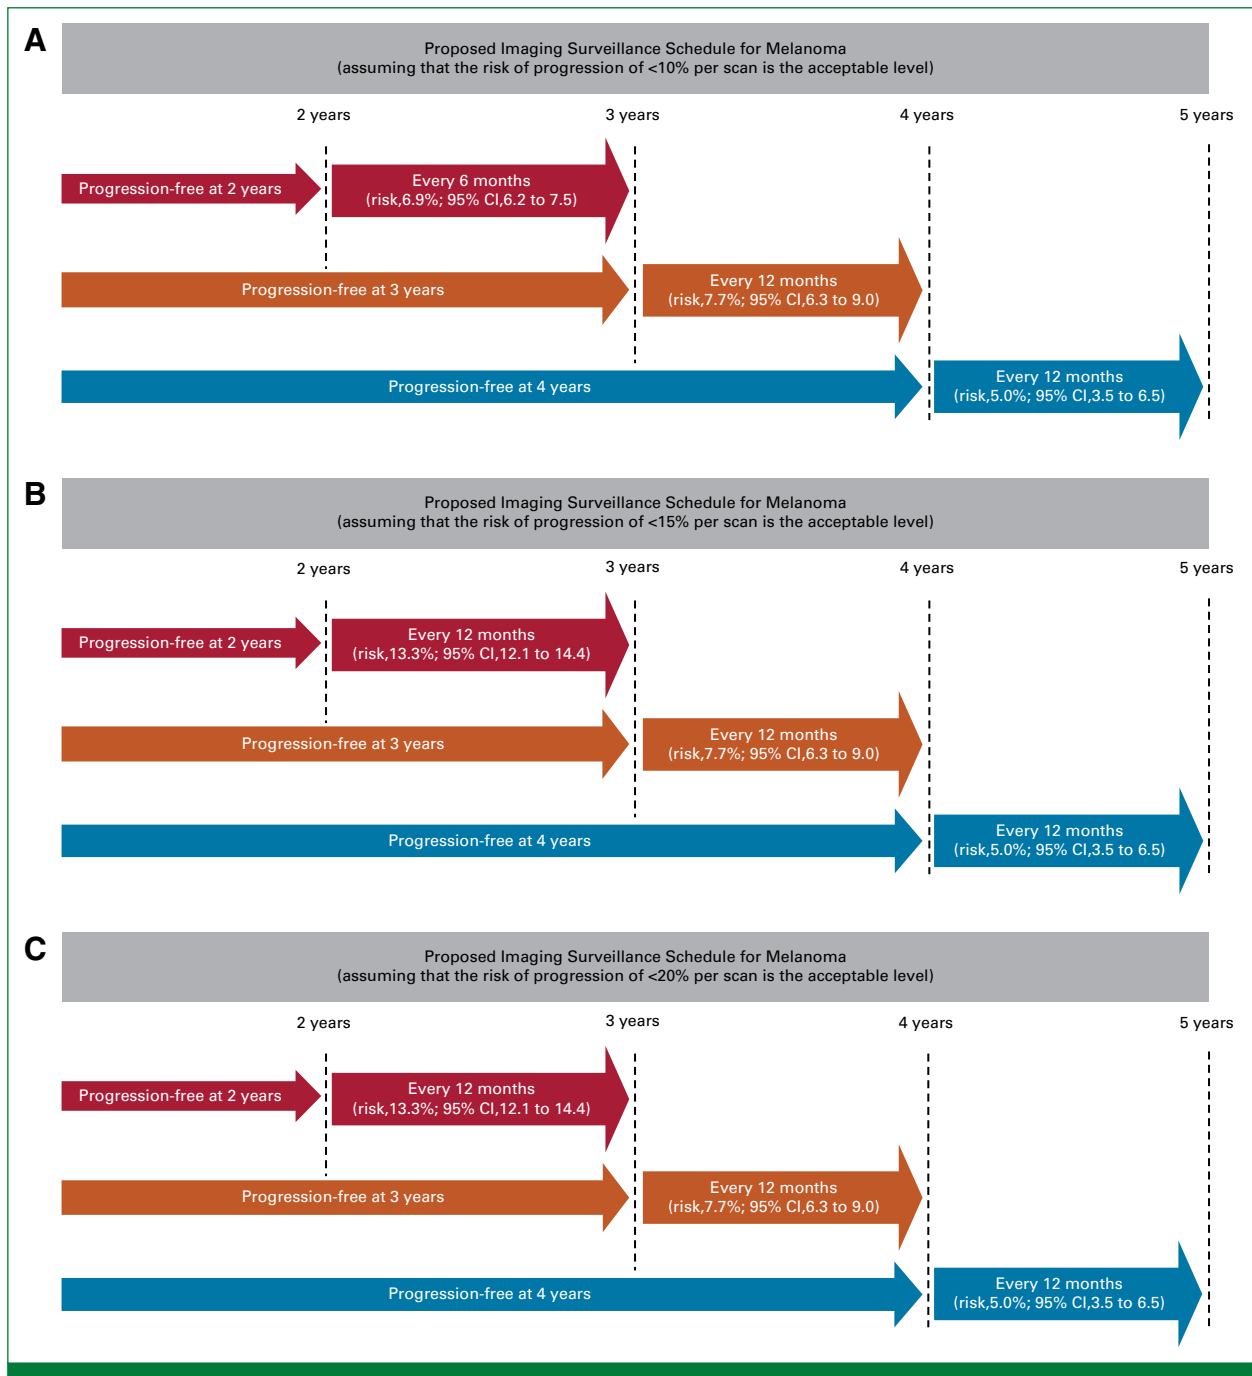 A
Proposed Imaging Surveillance Schedule for Melanoma
(assuming that the risk of progression of <10% per scan is the acceptable level)
2 years
3 years
4 years
5 years
Progression-free at 2 years
Every 6 months
(risk,6.9%; 95% CI,6.2 to 7.5)
Progression-free at 3 years
Every 12 months
(risk,7.7%; 95% CI,6.3 to 9.0)
Progression-free at 4 years
Every 12 months
(risk,5.0%; 95% CI,3.5 to 6.5)
B
Proposed Imaging Surveillance Schedule for Melanoma
(assuming that the risk of progression of <15% per scan is the acceptable level)
2 years
3 years
4 years
5 years
Progression-free at 2 years
Every 12 months
(risk,13.3%; 95% CI,12.1 to 14.4)
Progression-free at 3 years
Every 12 months
(risk,7.7%; 95% CI,6.3 to 9.0)
Progression-free at 4 years
Every 12 months
(risk,5.0%; 95% CI,3.5 to 6.5)
C
Proposed Imaging Surveillance Schedule for Melanoma
(assuming that the risk of progression of <20% per scan is the acceptable level)
2 years
3 years
4 years
5 years
Progression-free at 2 years
Every 12 months
(risk,13.3%; 95% CI,12.1 to 14.4)
Progression-free at 3 years
Every 12 months
(risk,7.7%; 95% CI,6.3 to 9.0)
Progression-free at 4 years
Every 12 months
(risk,5.0%; 95% CI,3.5 to 6.5)